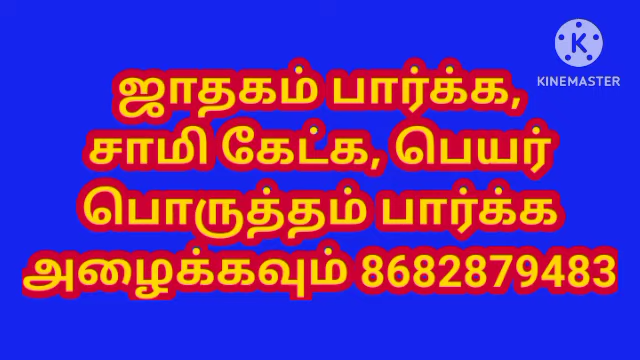 KINEMASTER
ஜாதகம் பார்க்க,
சாமி கேட்க, பெயர்
பொருத்தம் பார்க்க
அழைக்கவும் 8682879483